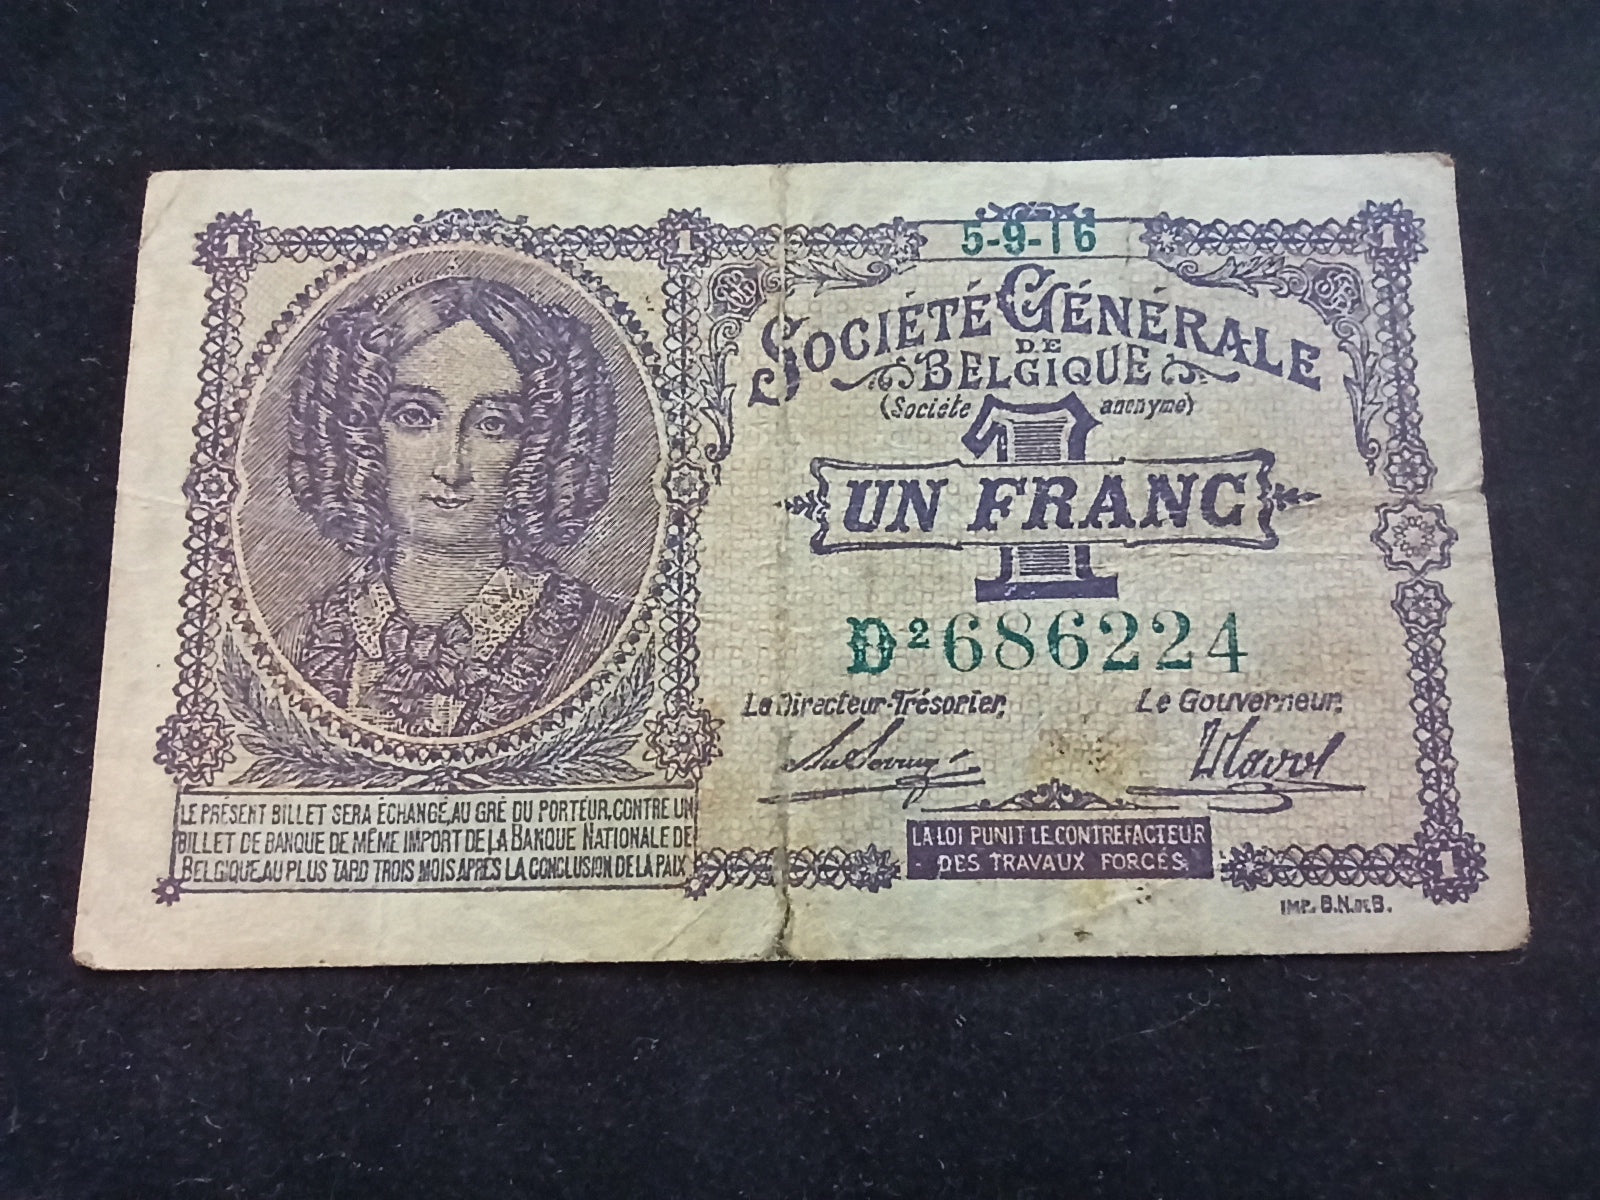 1
1
5-9-16
1
SOCIÉTÉ GÉNÉRALE
DE
BELGIQUE
(Société anonyme)
1
UN FRANC
D² 686224
Le Directeur-Trésorier,
Le Gouverneur,
LE PRÉSENT BILLET SERA ÉCHANGÉ, AU GRÉ DU PORTEUR, CONTRE UN
BILLET DE BANQUE DE MÊME IMPORT DE LA BANQUE NATIONALE DE
BELGIQUE AU PLUS TARD TROIS MOIS APRÈS LA CONCLUSION DE LA PAIX
LA LOI PUNIT LE CONTREFACTEUR
DES TRAVAUX FORCÉS.
1
IMP. B.N. DE B.